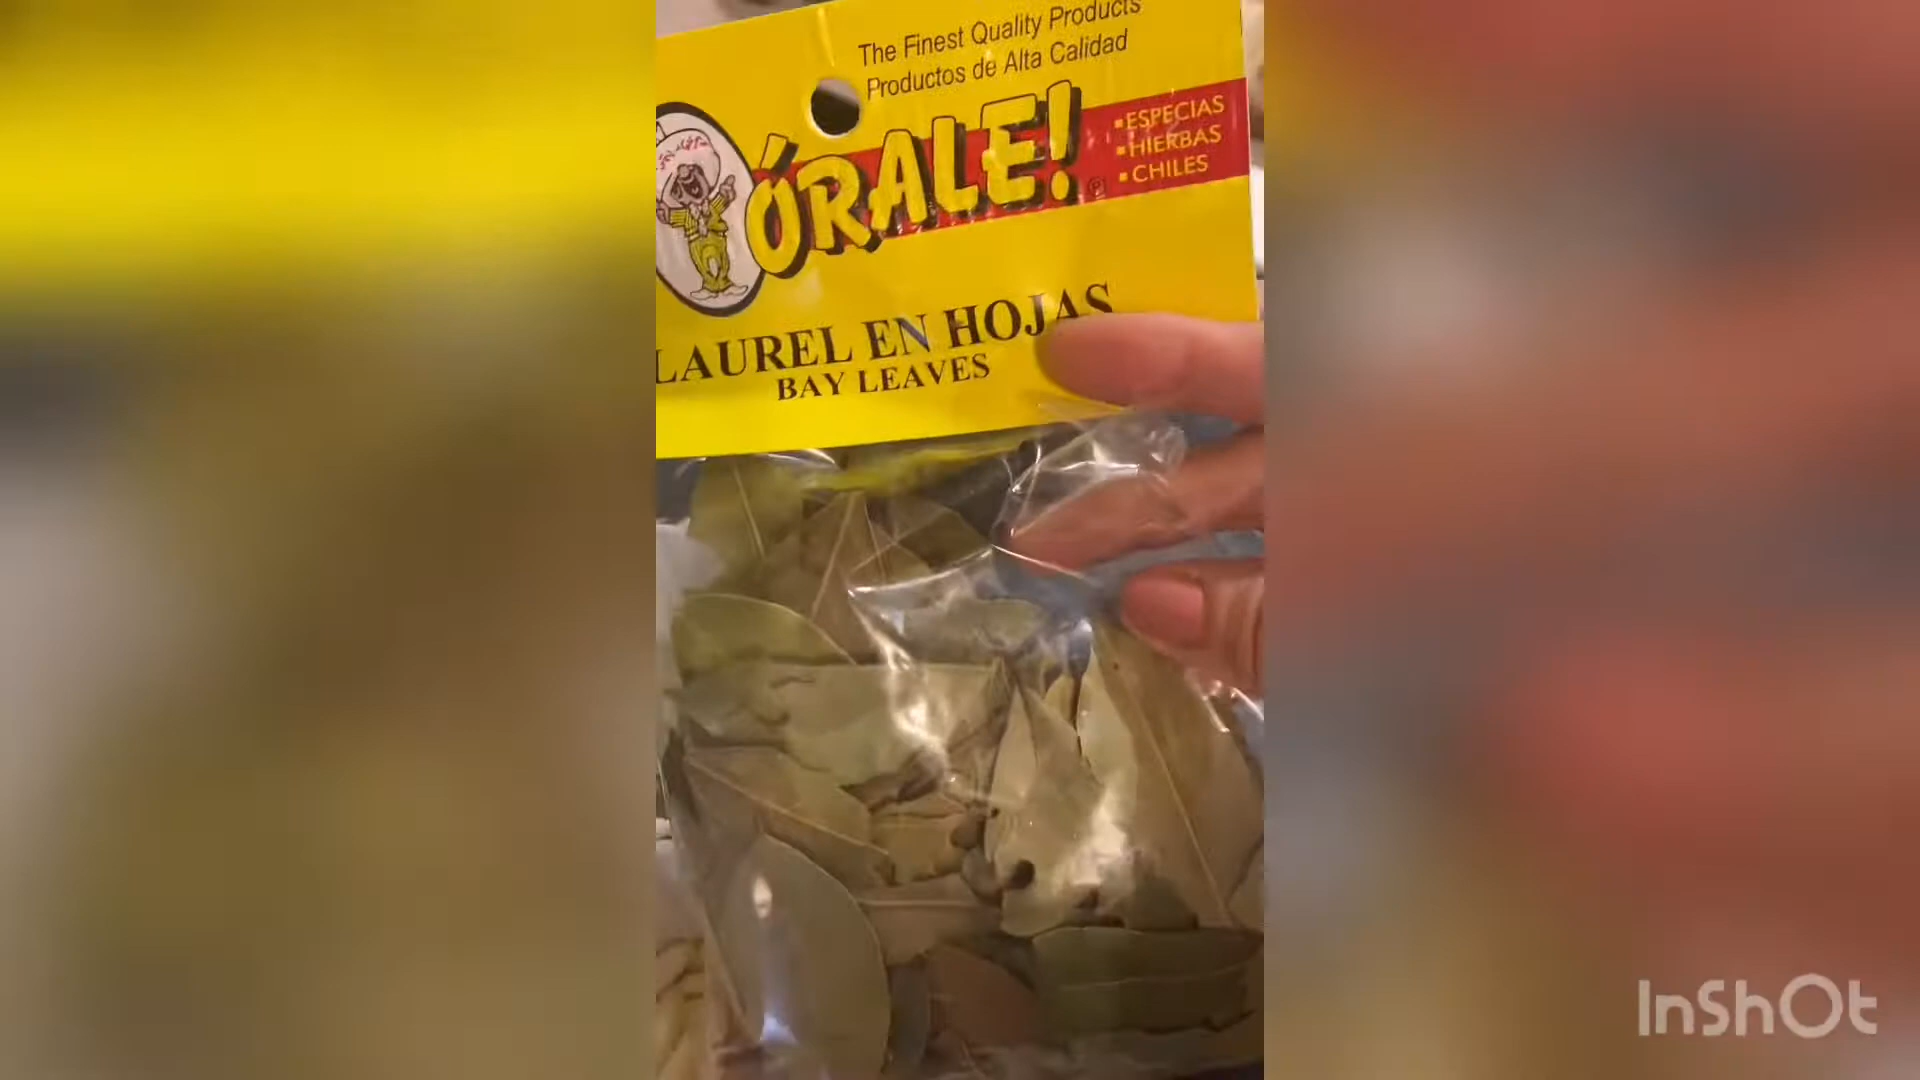 The Finest Quality Products
Productos de Alta Calidad
ÓRALE!
▪ESPECIAS
▪HIERBAS
▪CHILES
LAUREL EN HOJAS
BAY LEAVES
InShOt